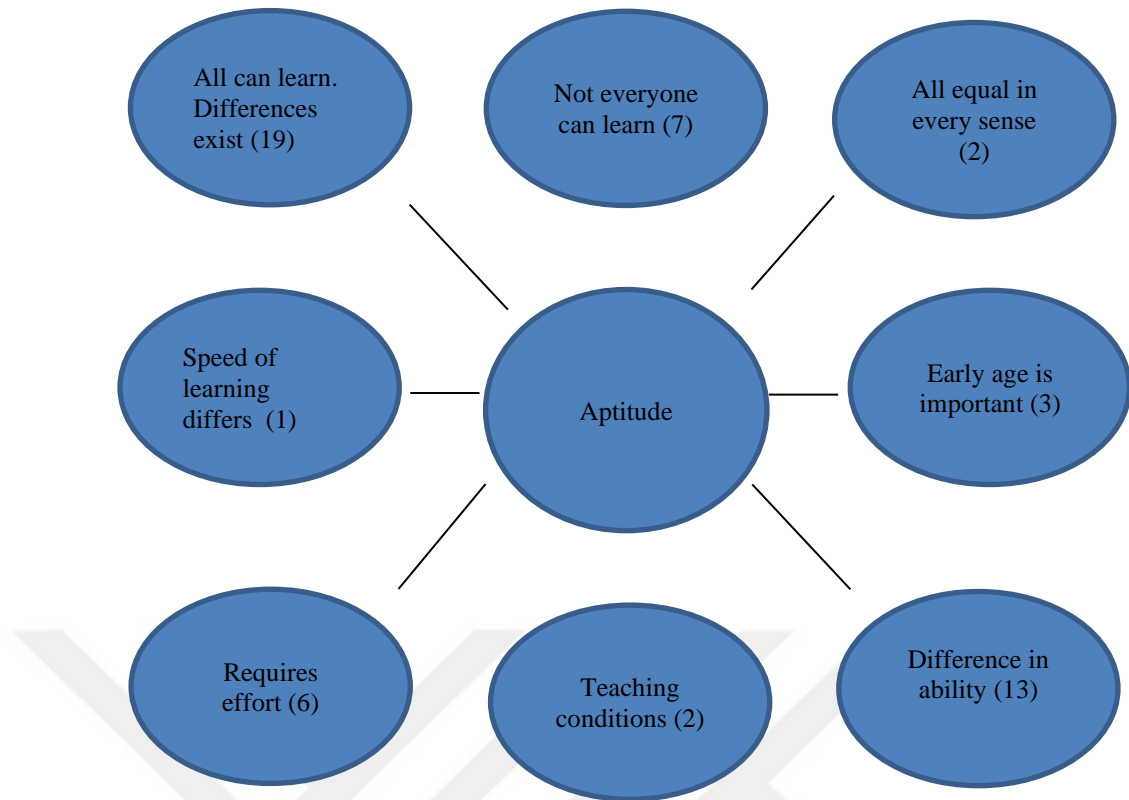 All can learn.
Differences
exist (19)
Not everyone
can learn (7)
All equal in
every sense
(2)
Speed of
learning
differs (1)
Aptitude
Early age is
important (3)
Requires
effort (6)
Teaching
conditions (2)
Difference in
ability (13)